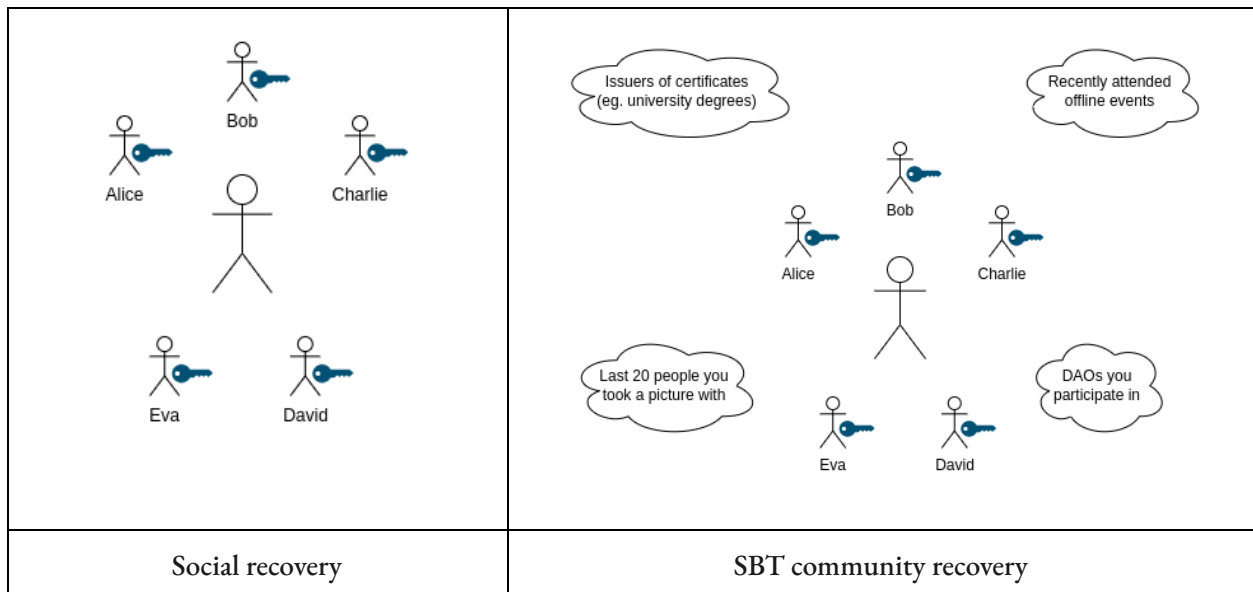 Bob
Alice
Charlie
Eva
David
Social recovery
Issuers of certificates
(eg. university degrees)
Recently attended
offline events
Bob
Alice
Charlie
Last 20 people you
took a picture with
DAOs you
participate in
Eva
David
SBT community recovery